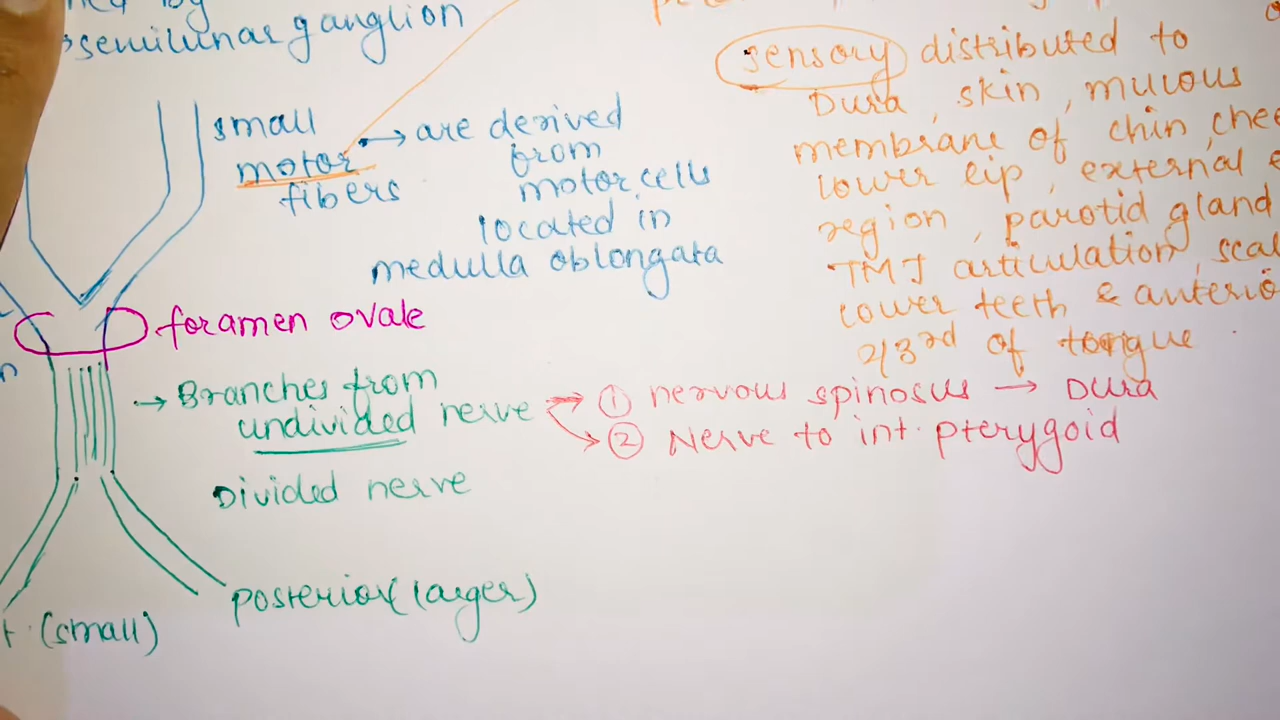 by
semilunar ganglion
small
motor
fibers
are derived
from
motor cells
located in
medulla oblongata
sensory distributed to
Dura, skin, mucous
membrane of chin,
lower lip, external
region, parotid gland
TMJ articulation,
lower teeth &
2/3rd of tongue
foramen ovale
Branches from
undivided nerve
① nervous spinosus → Dura
② Nerve to int. pterygoid
Divided nerve
Posterior (larger)
(small)